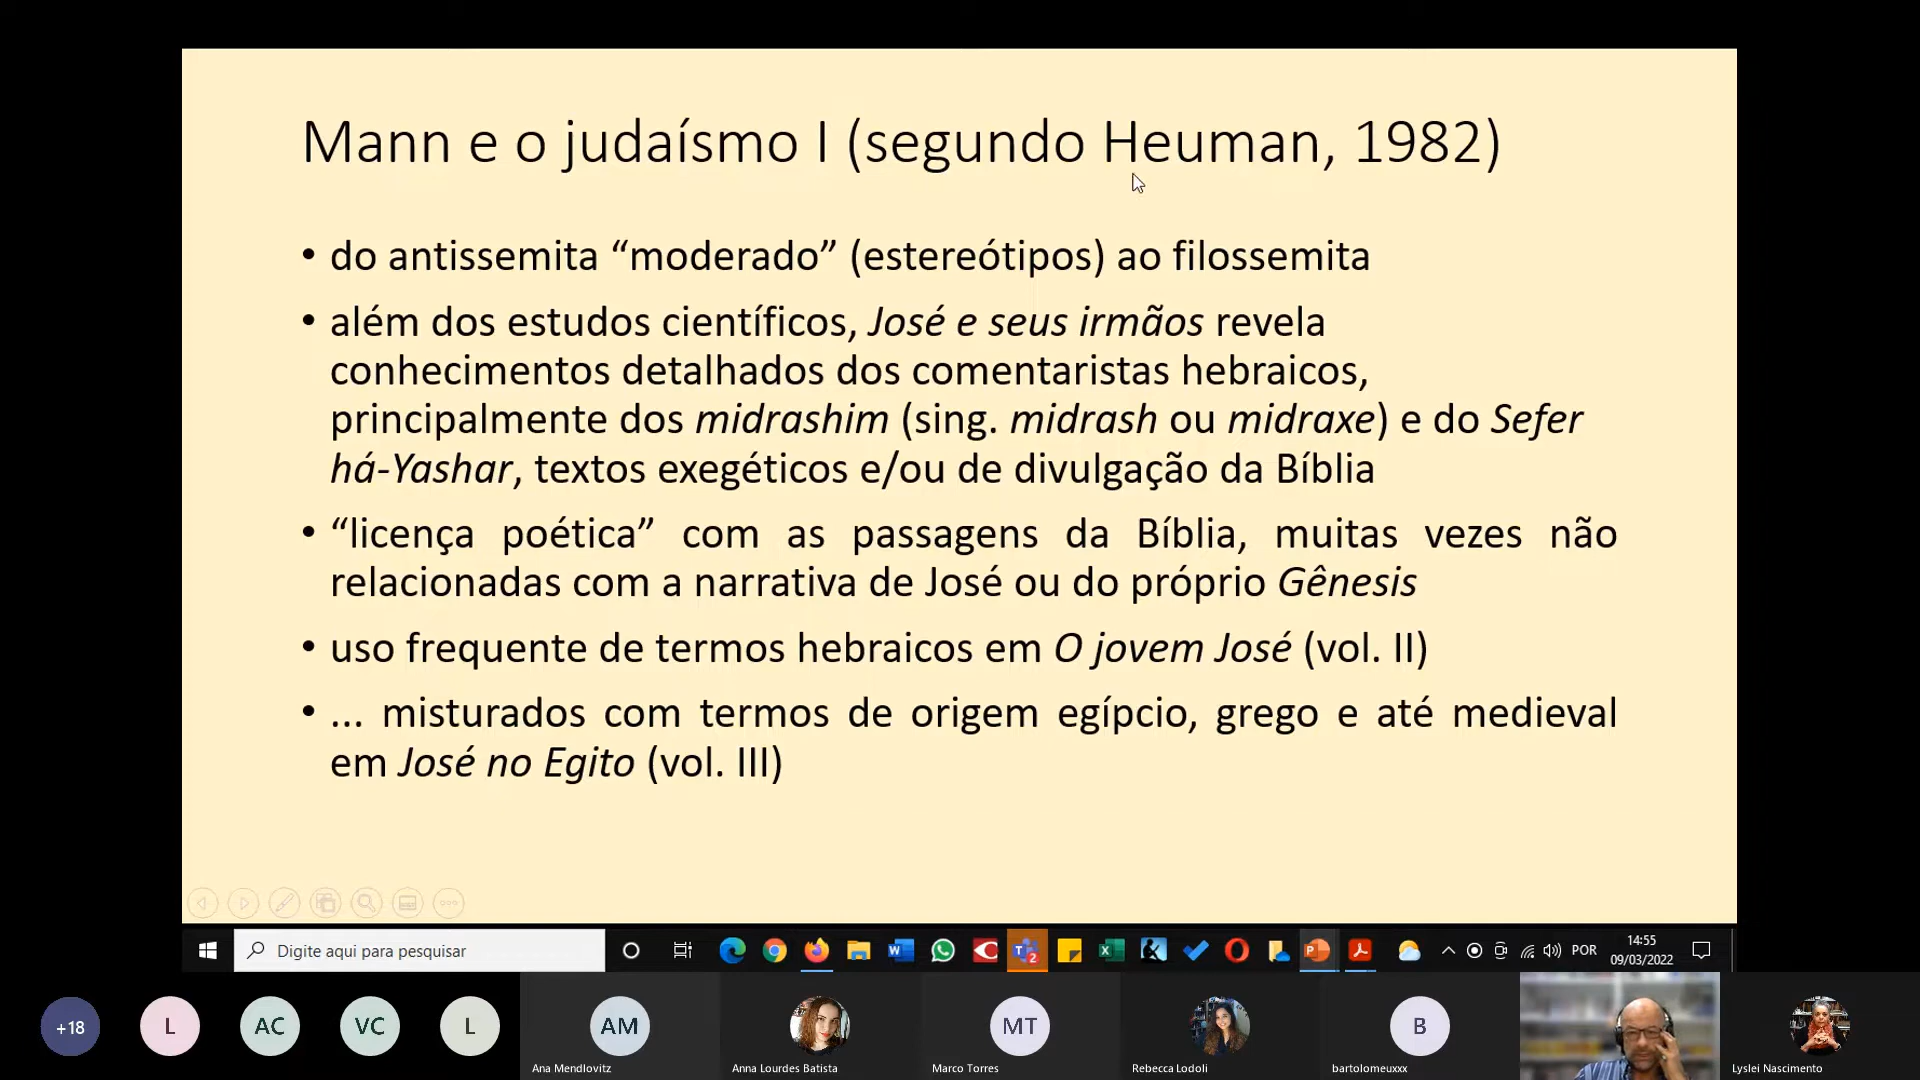 Mann e o judaísmo I (segundo Heuman, 1982)
• do antissemita “moderado” (estereótipos) ao filossemita
• além dos estudos científicos, José e seus irmãos revela
conhecimentos detalhados dos comentaristas hebraicos,
principalmente dos midrashim (sing. midrash ou midraxe) e do Sefer
há-Yashar, textos exegéticos e/ou de divulgação da Bíblia
• “licença poética” com as passagens da Bíblia, muitas vezes não
relacionadas com a narrativa de José ou do próprio Gênesis
• uso frequente de termos hebraicos em O jovem José (vol. II)
• ... misturados com termos de origem egípcio, grego e até medieval
em José no Egito (vol. III)
Digite aqui para pesquisar
POR
14:55
09/03/2022
+18
L
AC
VC
L
AM
MT
B
Ana Mendlovitz
Anna Lourdes Batista
Marco Torres
Rebecca Lodoli
bartolomeuxxx
Lyslei Nascimento